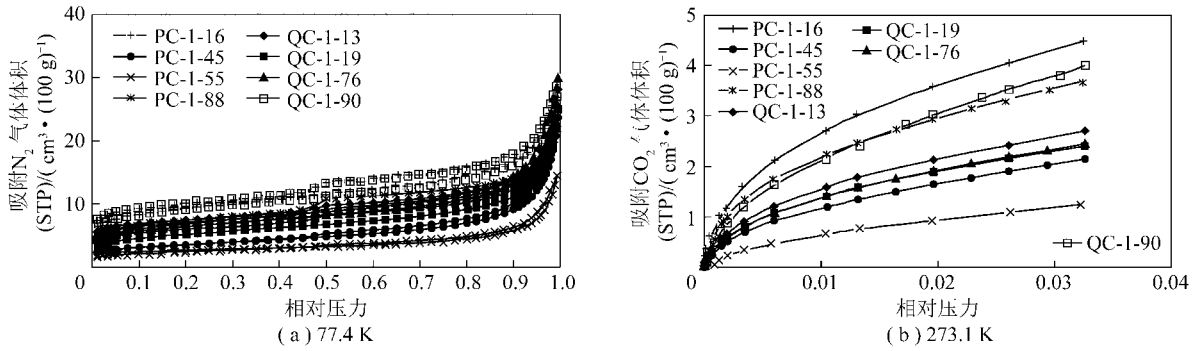 吸附N₂ 气体体积
(STP)/( cm³· (100 g)⁻¹)
40
30
20
10
0
PC-1-16
PC-1-45
PC-1-55
PC-1-88
QC-1-13
QC-1-19
QC-1-76
QC-1-90
0.1 0.2 0.3 0.4 0.5 0.6 0.7 0.8 0.9 1.0
相对压力
( a ) 77.4 K
吸附CO₂ 气体体积
(STP)/( cm³· (100 g)⁻¹)
5
4
3
2
1
0
PC-1-16
PC-1-45
PC-1-55
PC-1-88
QC-1-13
QC-1-19
QC-1-76
QC-1-90
0.01 0.02 0.03 0.04
相对压力
( b ) 273.1 K